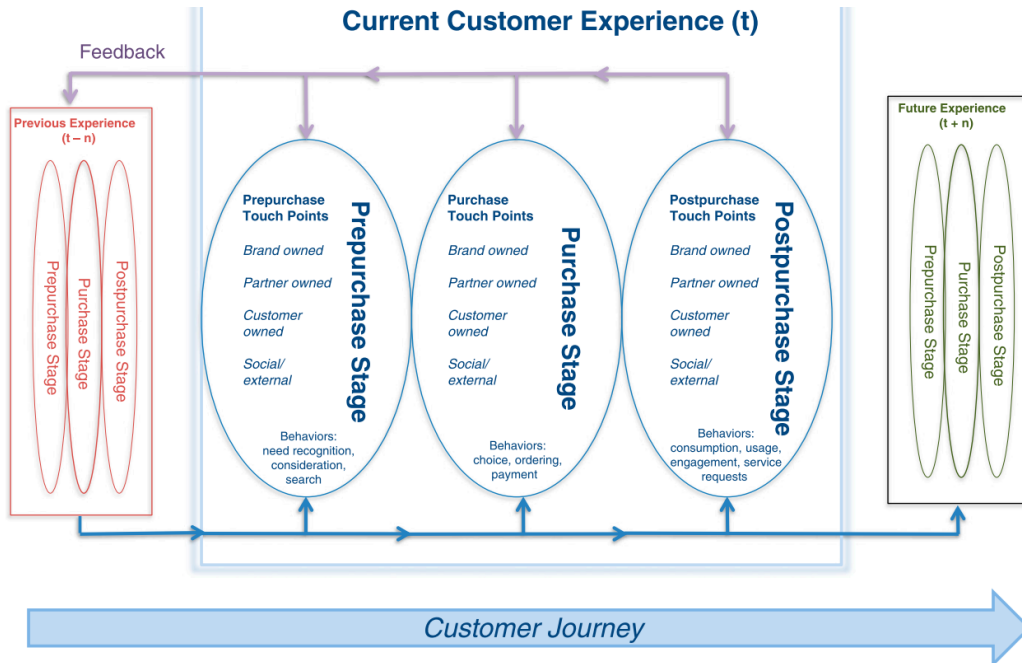 Current Customer Experience (t)
Feedback
Previous Experience
(t – n)
Prepurchase Stage
Purchase Stage
Postpurchase Stage
Prepurchase
Touch Points
Brand owned
Partner owned
Customer
owned
Social/
external
Prepurchase Stage
Behaviors:
need recognition,
consideration,
search
Purchase
Touch Points
Brand owned
Partner owned
Customer
owned
Social/
external
Purchase Stage
Behaviors:
choice, ordering,
payment
Postpurchase
Touch Points
Brand owned
Partner owned
Customer
owned
Social/
external
Postpurchase Stage
Behaviors:
consumption, usage,
engagement, service
requests
Future Experience
(t + n)
Prepurchase Stage
Purchase Stage
Postpurchase Stage
Customer Journey